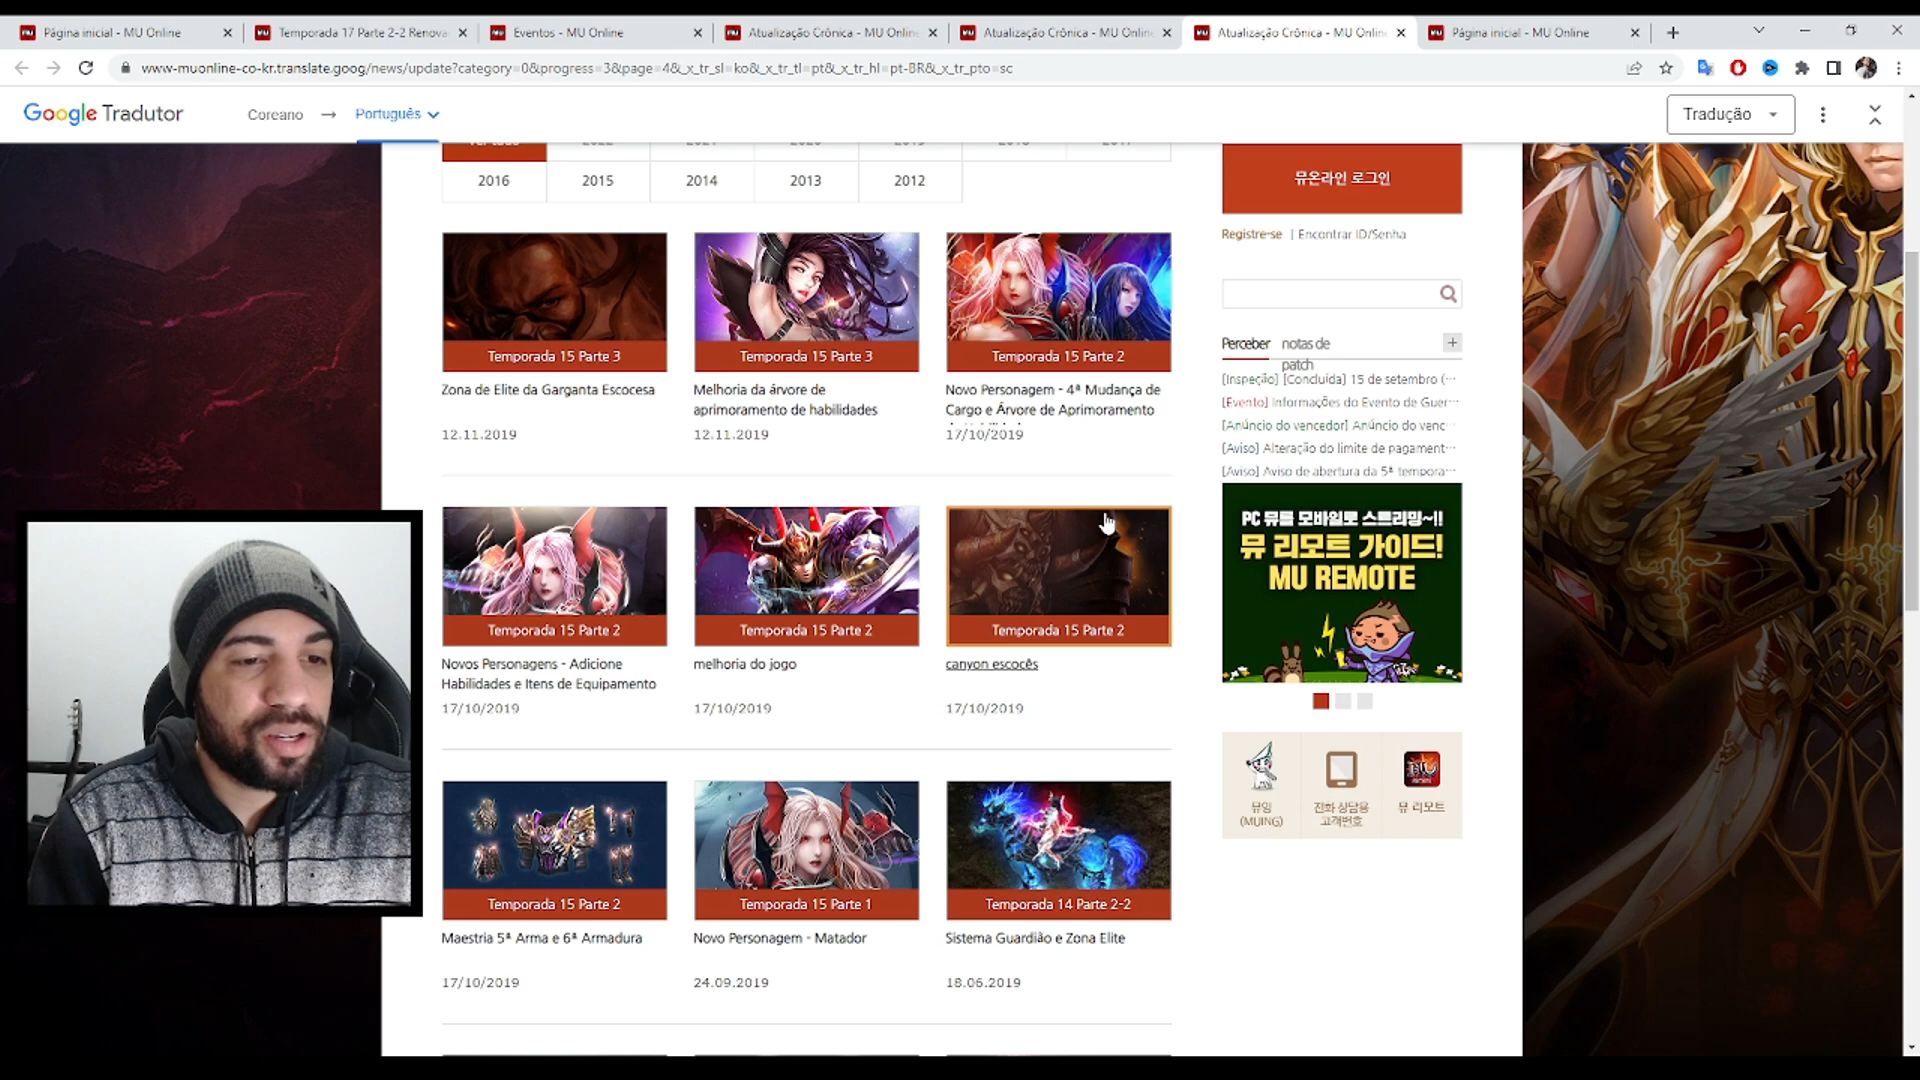 Página inicial - MU Online
Temporada 17 Parte 2-2 Renova
Eventos - MU Online
Atualização Crônica - MU Onlin
Atualização Crônica - MU Onlin
Atualização Crônica - MU Onlin
Página inicial - MU Online
www-muonline-co-kr.translate.goog/news/update?category=0&progress=3&page=4&_x_tr_sl=ko&_x_tr_tl=pt&_x_tr_hl=pt-BR&_x_tr_pto=sc
Google Tradutor
Coreano → Português
Tradução
2016 2015 2014 2013 2012
Temporada 15 Parte 3
Zona de Elite da Garganta Escocesa
12.11.2019
Temporada 15 Parte 3
Melhoria da árvore de
aprimoramento de habilidades
12.11.2019
Temporada 15 Parte 2
Novo Personagem - 4ª Mudança de
Cargo e Árvore de Aprimoramento
17/10/2019
Temporada 15 Parte 2
Novos Personagens - Adicione
Habilidades e Itens de Equipamento
17/10/2019
Temporada 15 Parte 2
melhoria do jogo
17/10/2019
Temporada 15 Parte 2
canyon escocês
17/10/2019
Temporada 15 Parte 2
Maestria 5ª Arma e 6ª Armadura
17/10/2019
Temporada 15 Parte 1
Novo Personagem - Matador
24.09.2019
Temporada 14 Parte 2-2
Sistema Guardião e Zona Elite
18.06.2019
뮤온라인 로그인
Registre-se | Encontrar ID/Senha
Perceber notas de
patch
+
[Inspeção] [Concluída] 15 de setembro (···
[Evento] Informações do Evento de Guer···
[Anúncio do vencedor] Anúncio do venc···
[Aviso] Alteração do limite de pagament···
[Aviso] Aviso de abertura da 5ª tempora···
PC 뮤를 모바일로 스트리밍~!!
뮤 리모트 가이드!
MU REMOTE
뮤잉
(MUING)
전화 상담용
고객번호
뮤 리모트